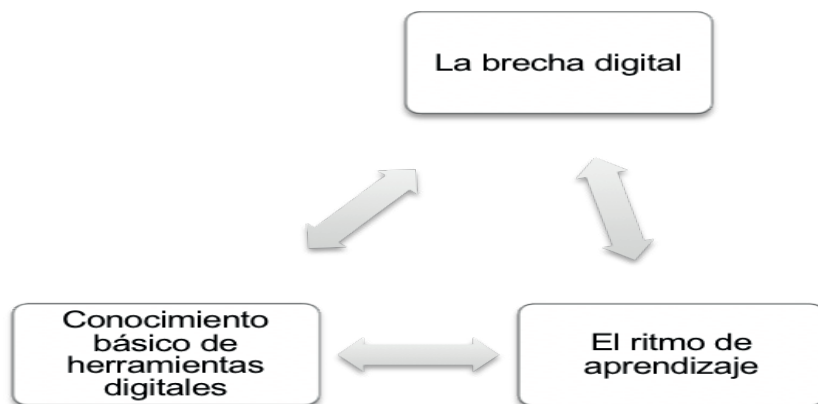 La brecha digital
Conocimiento
básico de
herramientas
digitales
El ritmo de
aprendizaje